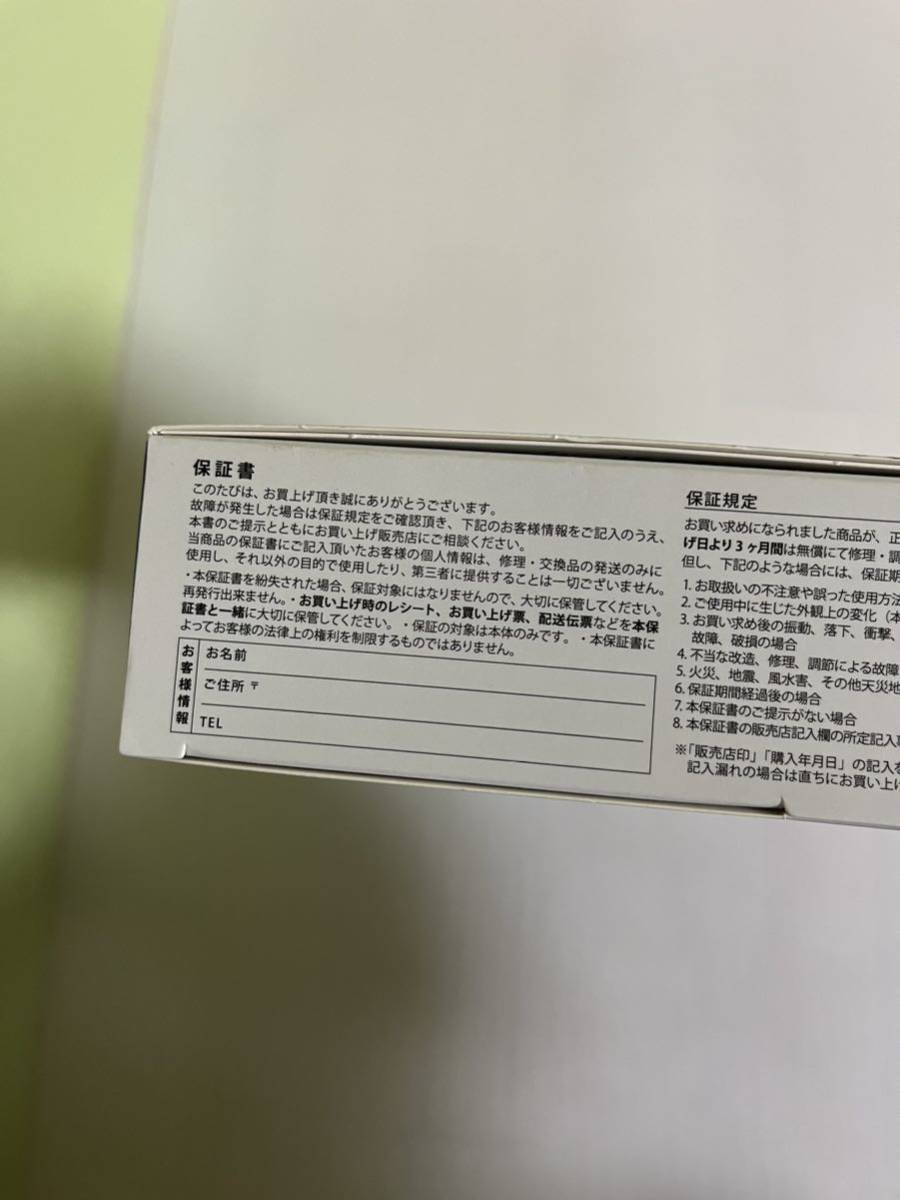 保証書
このたびは、お買上げ頂き誠にありがとうございます。
故障が発生した場合は保証規定をご確認頂き、下記のお客様情報をご記入のうえ、
本書のご提示とともにお買い上げ販売店にご相談ください。
当商品の保証書にご記入頂いたお客様の個人情報は、修理・交換品の発送のみに
使用し、それ以外の目的で使用したり、第三者に提供することは一切ございません。
・本保証書を紛失された場合、保証対象にはなりませんので、大切に保管してください。
再発行出来ません。・お買い上げ時のレシート、お買い上げ票、配送伝票などを本保
証書と一緒に大切に保管してください。・保証の対象は本体のみです。・本保証書に
よってお客様の法律上の権利を制限するものではありません。
お客様情報
お名前
ご住所 〒
TEL
保証規定
お買い求めになられました商品が、正
げ日より3ヶ月間は無償にて修理・調
但し、下記のような場合には、保証期
1. お取扱いの不注意や誤った使用方法
2. ご使用中に生じた外観上の変化（本
3. お買い求め後の振動、落下、衝撃、
故障、破損の場合
4. 不当な改造、修理、調節による故障
5. 火災、地震、風水害、その他天災地
6. 保証期間経過後の場合
7. 本保証書のご提示がない場合
8. 本保証書の販売店記入欄の所定記入事
※「販売店印」「購入年月日」の記入を
記入漏れの場合は直ちにお買い上げ